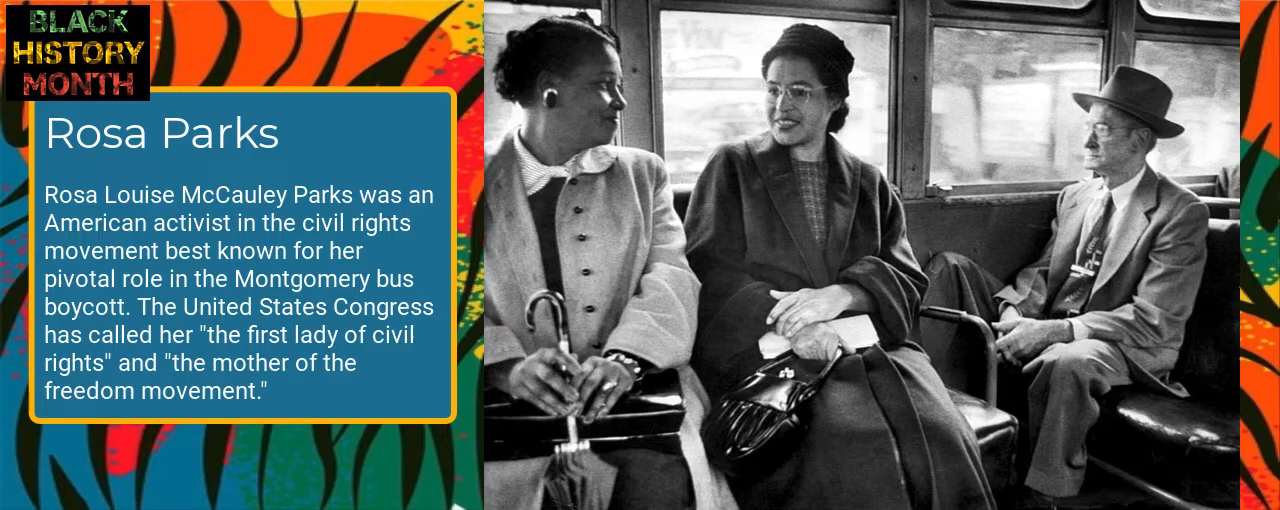 BLACK
HISTORY
MONTH
Rosa Parks
Rosa Louise McCauley Parks was an
American activist in the civil rights
movement best known for her
pivotal role in the Montgomery bus
boycott. The United States Congress
has called her "the first lady of civil
rights" and "the mother of the
freedom movement."